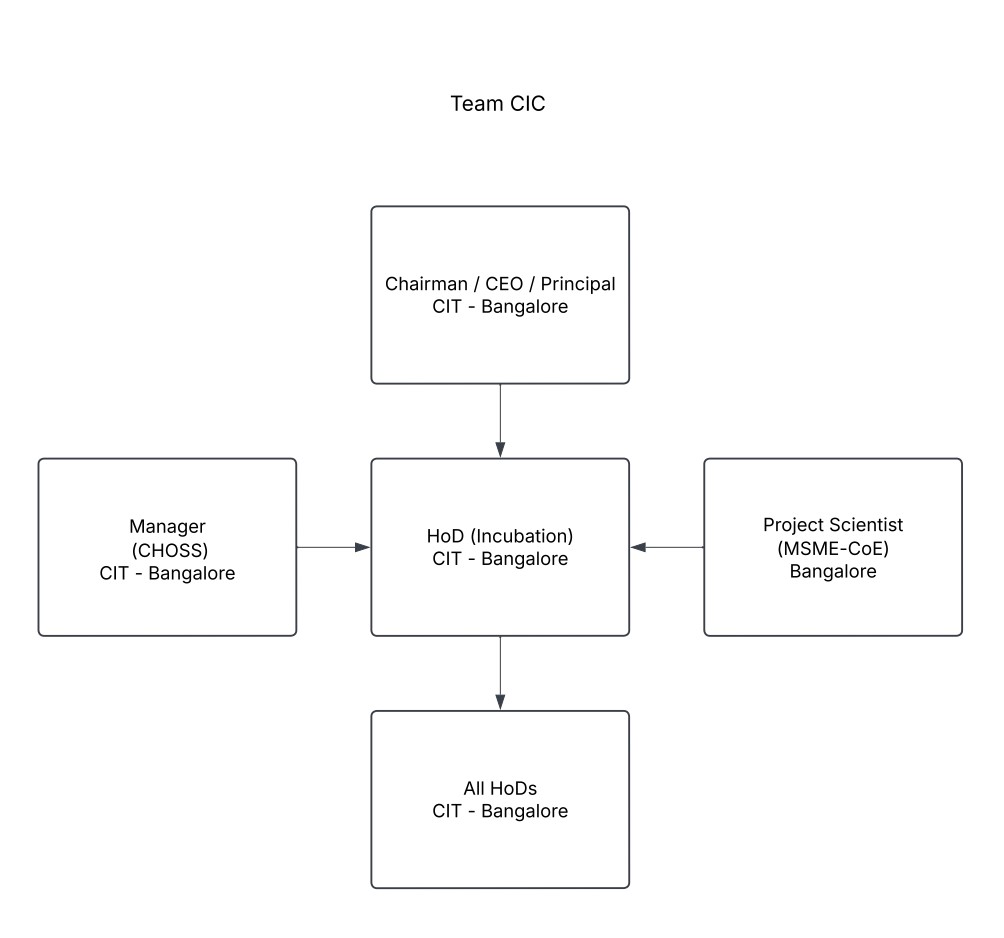 Team CIC
Chairman / CEO / Principal
CIT - Bangalore
Manager
(CHOSS)
CIT - Bangalore
HoD (Incubation)
CIT - Bangalore
Project Scientist
(MSME-CoE)
Bangalore
All HoDs
CIT - Bangalore